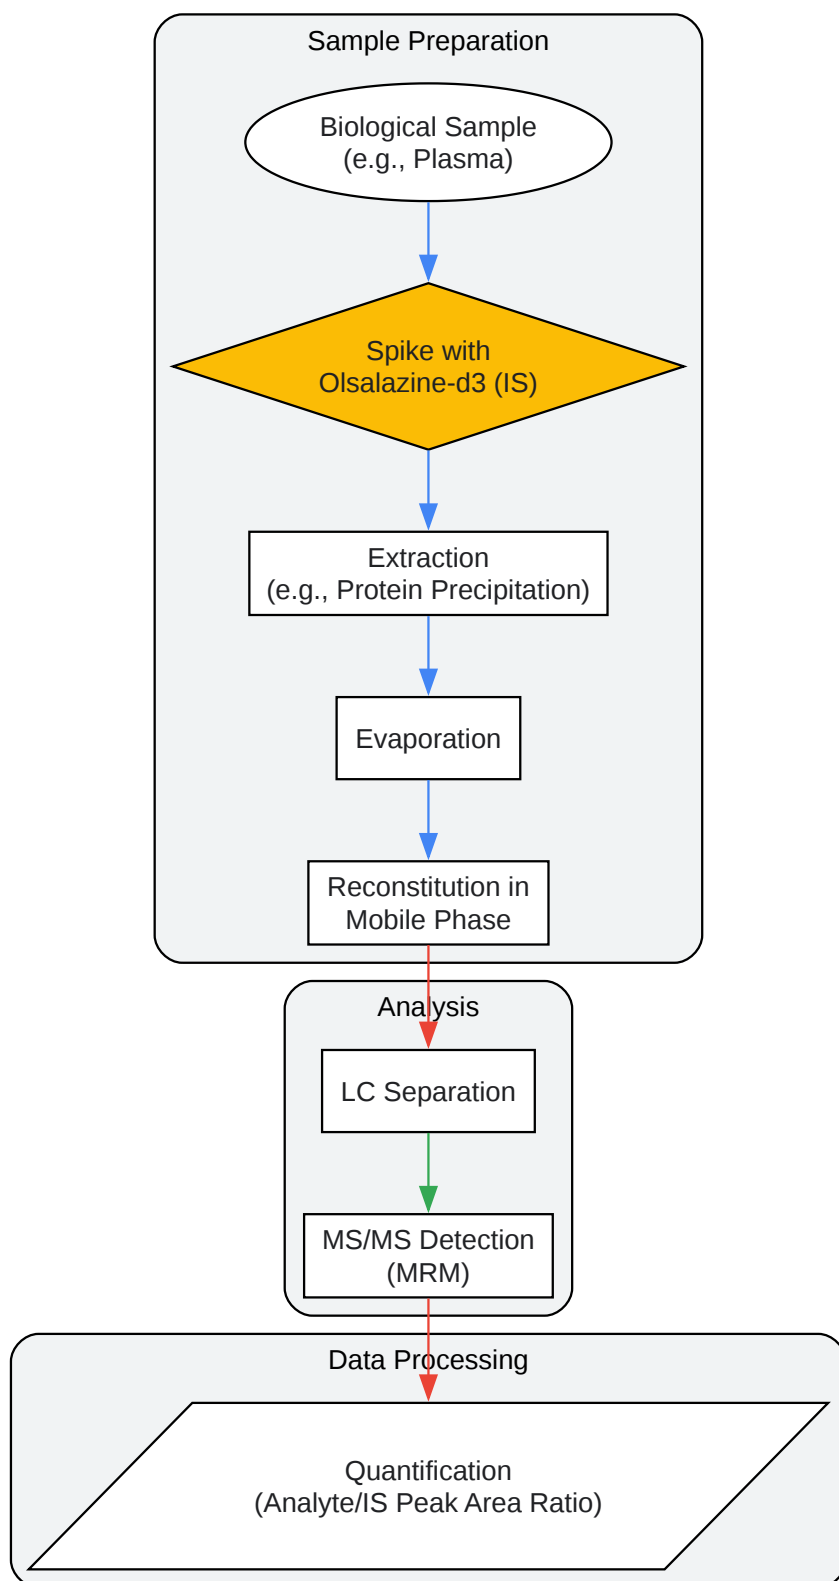 Sample Preparation
Biological Sample
(e.g., Plasma)
Spike with
Olsalazine-d3 (IS)
Extraction
(e.g., Protein Precipitation)
Evaporation
Reconstitution in
Mobile Phase
Analysis
LC Separation
MS/MS Detection
(MRM)
Data Processing
Quantification
(Analyte/IS Peak Area Ratio)